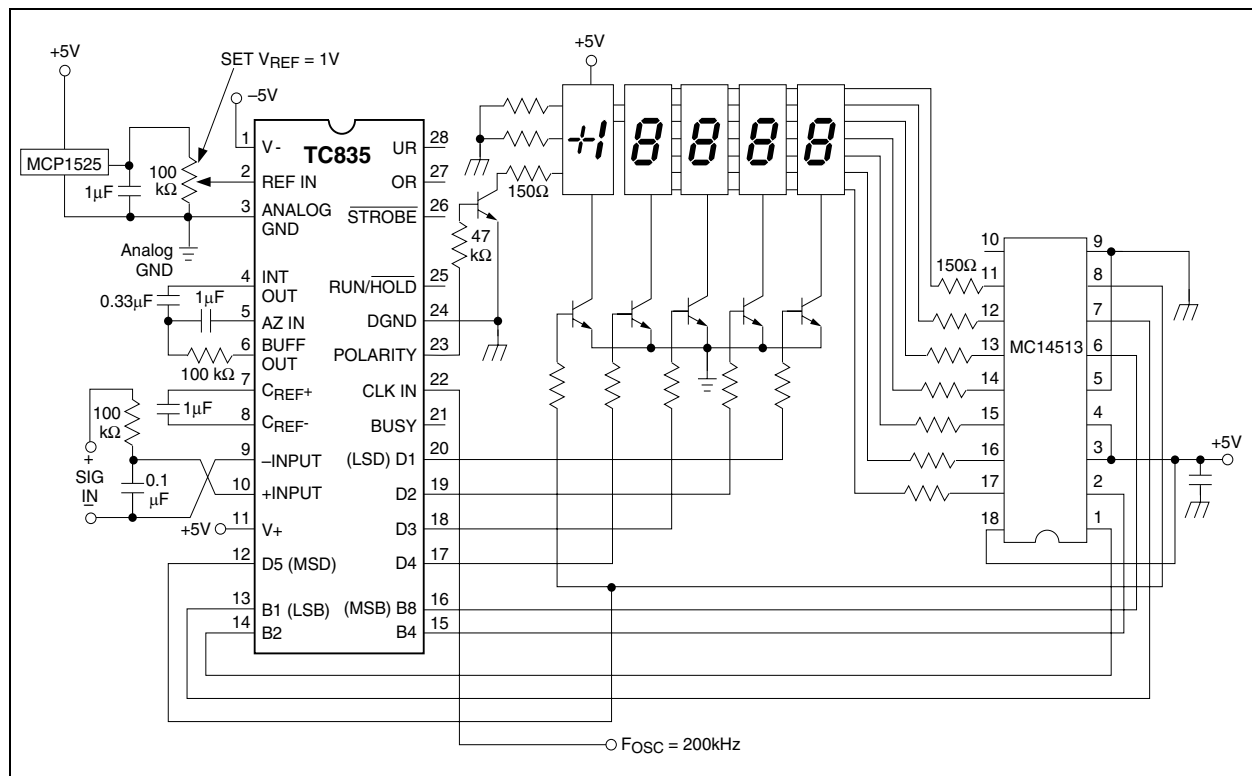 +5V
SET VREF = 1V
–5V
MCP1525
1μF
100
kΩ
Analog
GND
TC835
1 V-
2 REF IN
3 ANALOG
GND
4 INT
OUT
5 AZ IN
6 BUFF
OUT
7 CREF+
8 CREF-
9 –INPUT
10 +INPUT
11 V+
12 D5 (MSD)
13 B1 (LSB)
14 B2
UR 28
OR 27
STROBE 26
RUN/HOLD 25
DGND 24
POLARITY 23
CLK IN 22
BUSY 21
(LSD) D1 20
D2 19
D3 18
D4 17
(MSB) B8 16
B4 15
0.33μF
1μF
100 kΩ
1μF
100
kΩ
+
SIG
IN
–
0.1
μF
+5V
47
kΩ
150Ω
+5V
+1 8 8 8 8
150Ω
MC14513
10
11
12
13
14
15
16
17
18
9
8
7
6
5
4
3
2
1
+5V
FOSC = 200kHz